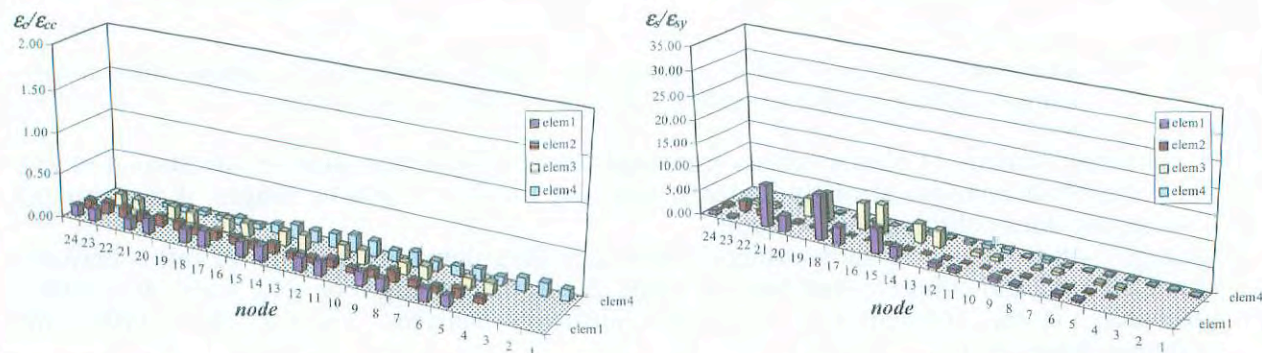 εc/εcc
2.00
1.50
1.00
0.50
0.00
elem1
elem2
elem3
elem4
24 23 22 21 20 19 18 17 16 15 14 13 12 11 10 9 8 7 6 5 4 3 2 1
node
elem4
elem1
εs/εsy
35.00
30.00
25.00
20.00
15.00
10.00
5.00
0.00
elem1
elem2
elem3
elem4
24 23 22 21 20 19 18 17 16 15 14 13 12 11 10 9 8 7 6 5 4 3 2 1
node
elem4
elem1